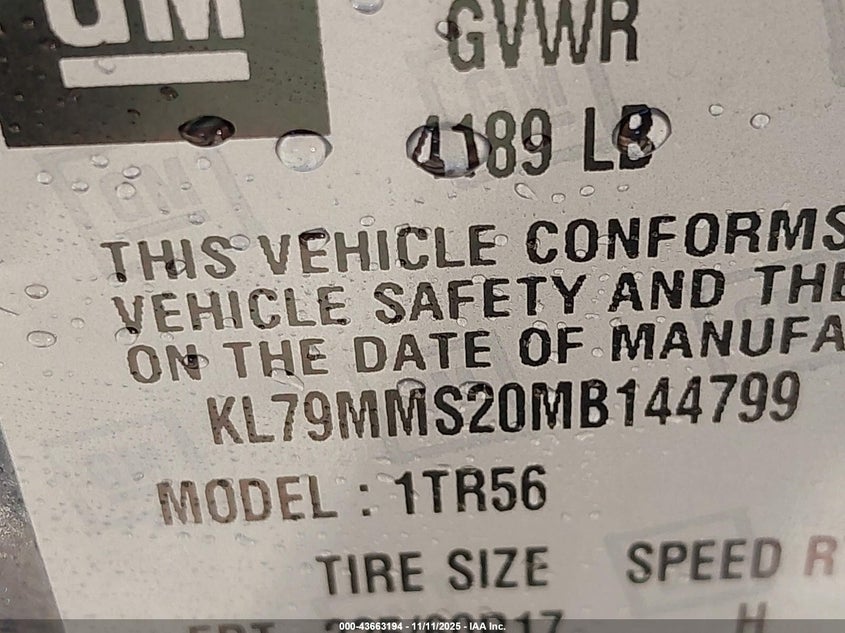 GM
GVWR
4189 LB
THIS VEHICLE CONFORMS
VEHICLE SAFETY AND THE
ON THE DATE OF MANUFA
KL79MMS20MB144799
MODEL : 1TR56
TIRE SIZE SPEED R
H
000-43663194 - 11/11/2025 - IAA Inc.